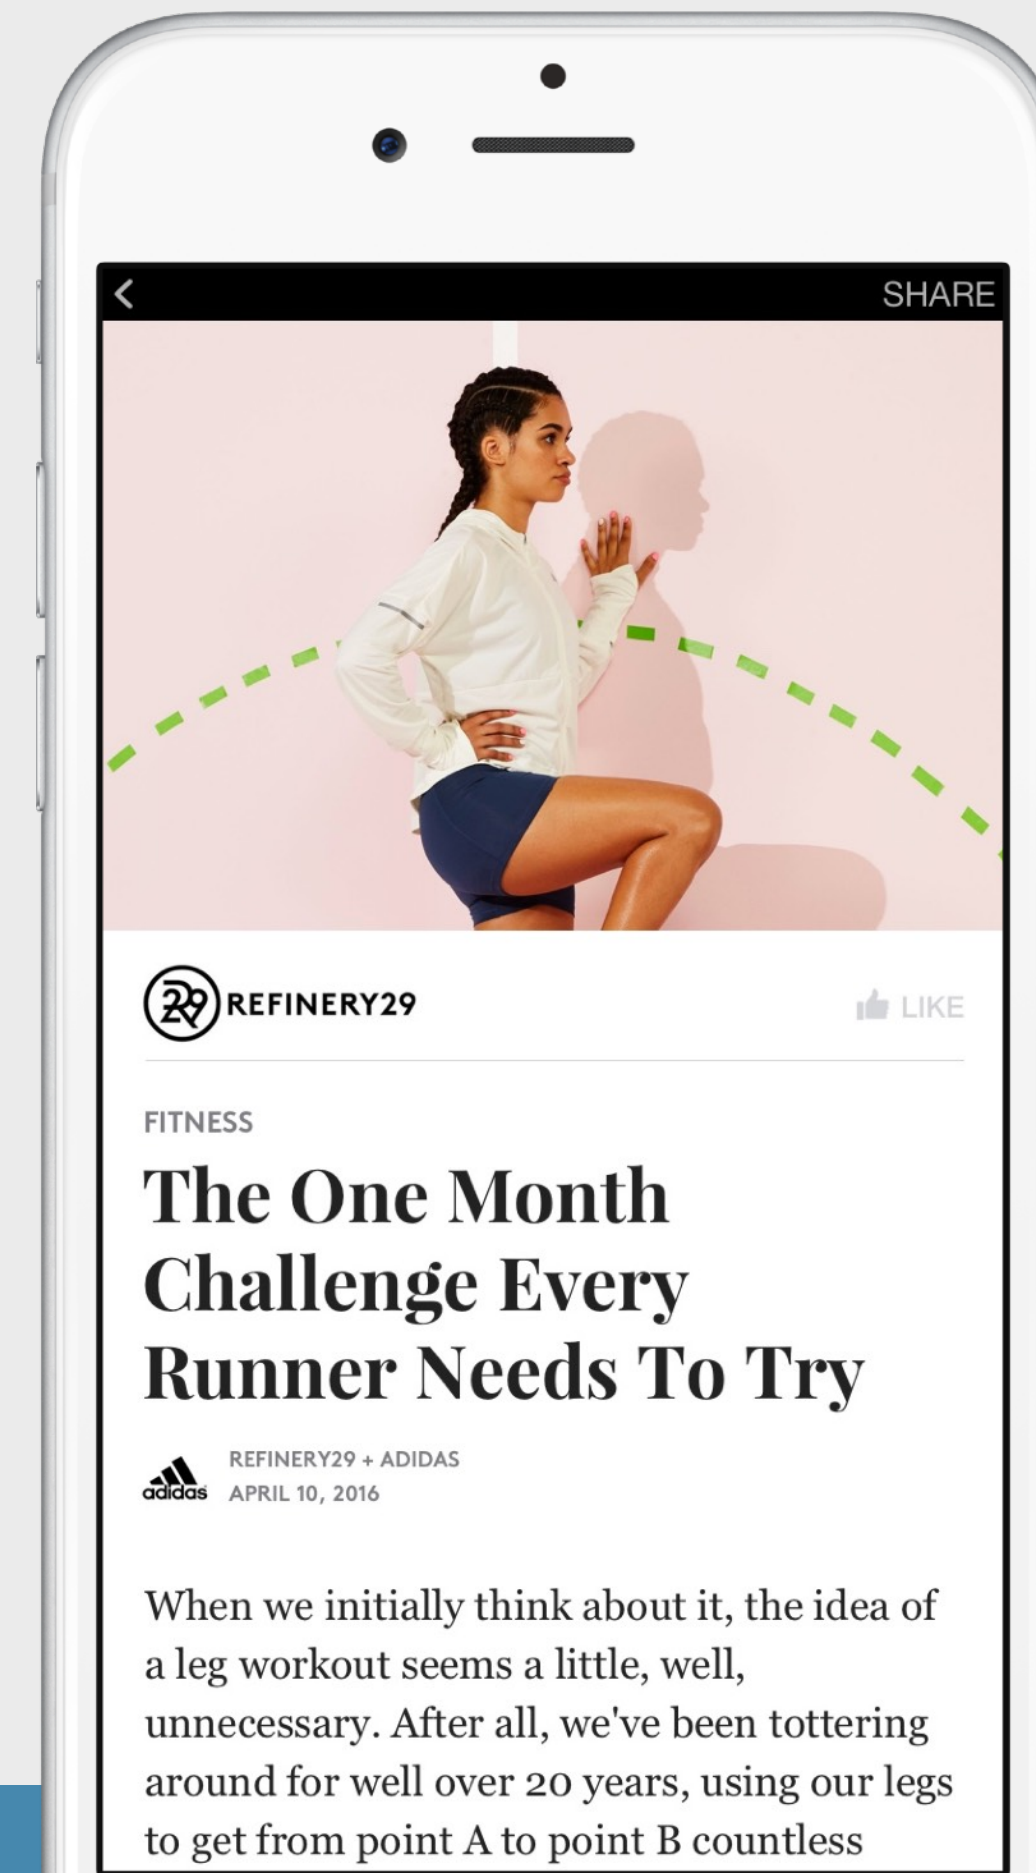 SHARE
REFINERY29
LIKE
FITNESS
The One Month
Challenge Every
Runner Needs To Try
adidas
REFINERY29 + ADIDAS
APRIL 10, 2016
When we initially think about it, the idea of
a leg workout seems a little, well,
unnecessary. After all, we've been tottering
around for well over 20 years, using our legs
to get from point A to point B countless